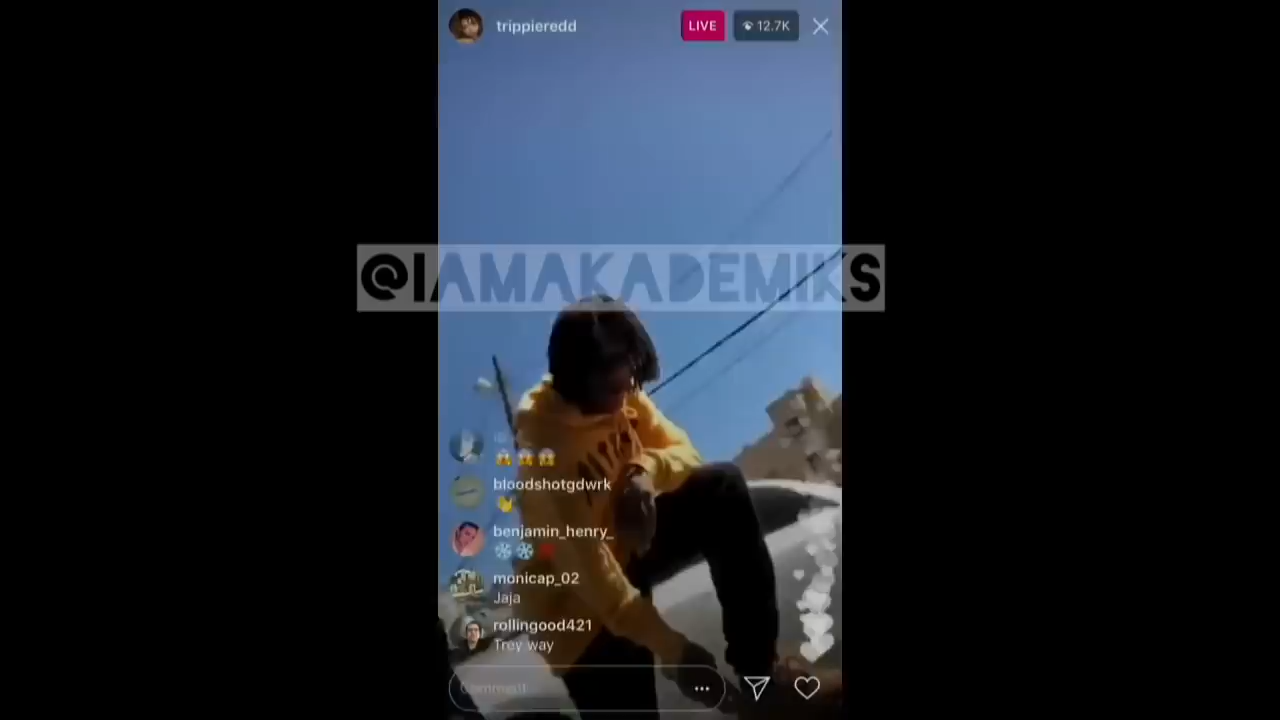 trippieredd
LIVE
12.7K
@IAMAKADEMIKS
bloodshotgdwrk
benjamin_henry_
monicap_02
Jaja
rollingood421
Trey way
Comment